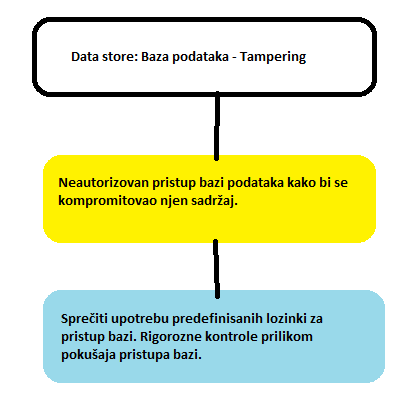 Data store: Baza podataka - Tampering
Neautorizovan pristup bazi podataka kako bi se
kompromitovao njen sadržaj.
Sprečiti upotrebu predefinisanih lozinki za
pristup bazi. Rigorozne kontrole prilikom
pokušaja pristupa bazi.